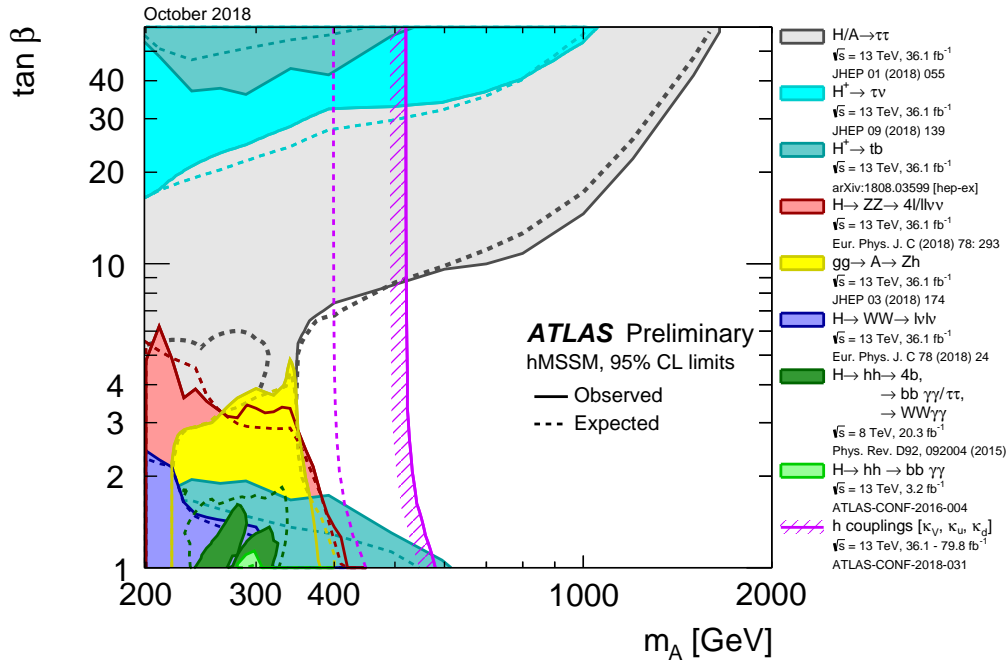 October 2018
tan β
40
30
20
10
4
3
2
1
200
300
400
1000
2000
m_A [GeV]
ATLAS Preliminary
hMSSM, 95% CL limits
Observed
Expected
H/A→ττ
√s = 13 TeV, 36.1 fb⁻¹
JHEP 01 (2018) 055
H⁺→ τν
√s = 13 TeV, 36.1 fb⁻¹
JHEP 09 (2018) 139
H⁺→ tb
√s = 13 TeV, 36.1 fb⁻¹
arXiv:1808.03599 [hep-ex]
H→ ZZ→ 4l/llνν
√s = 13 TeV, 36.1 fb⁻¹
Eur. Phys. J. C (2018) 78: 293
gg→ A→ Zh
√s = 13 TeV, 36.1 fb⁻¹
JHEP 03 (2018) 174
H→ WW→ lνlν
√s = 13 TeV, 36.1 fb⁻¹
Eur. Phys. J. C 78 (2018) 24
H→ hh→ 4b,
→ bb γγ/ττ,
→ WWγγ
√s = 8 TeV, 20.3 fb⁻¹
Phys. Rev. D92, 092004 (2015)
H→ hh → bb γγ
√s = 13 TeV, 3.2 fb⁻¹
ATLAS-CONF-2016-004
h couplings [κ_V, κ_u, κ_d]
√s = 13 TeV, 36.1 - 79.8 fb⁻¹
ATLAS-CONF-2018-031